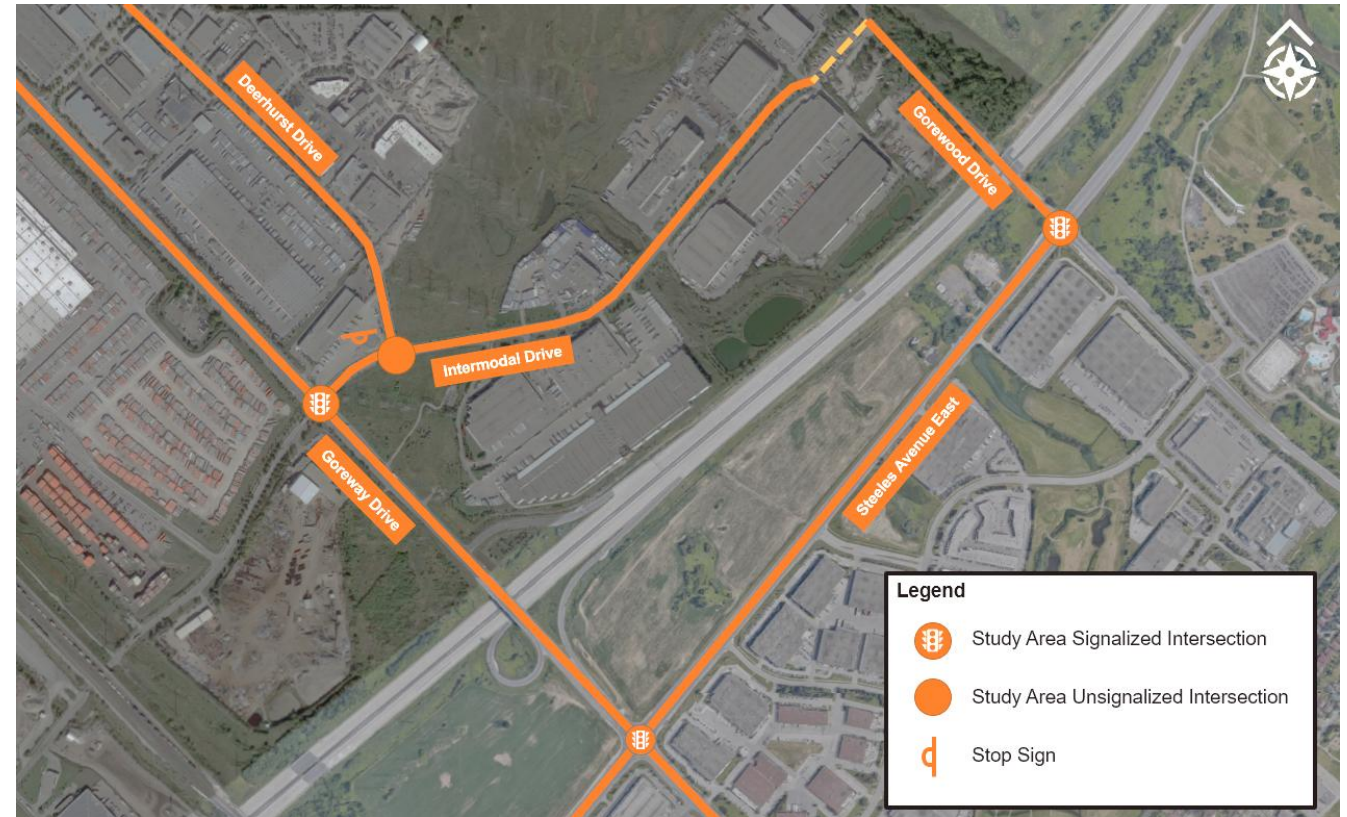 Deerhurst Drive
Gorewood Drive
Intermodal Drive
Goreway Drive
Steeles Avenue East
Legend
Study Area Signalized Intersection
Study Area Unsignalized Intersection
Stop Sign